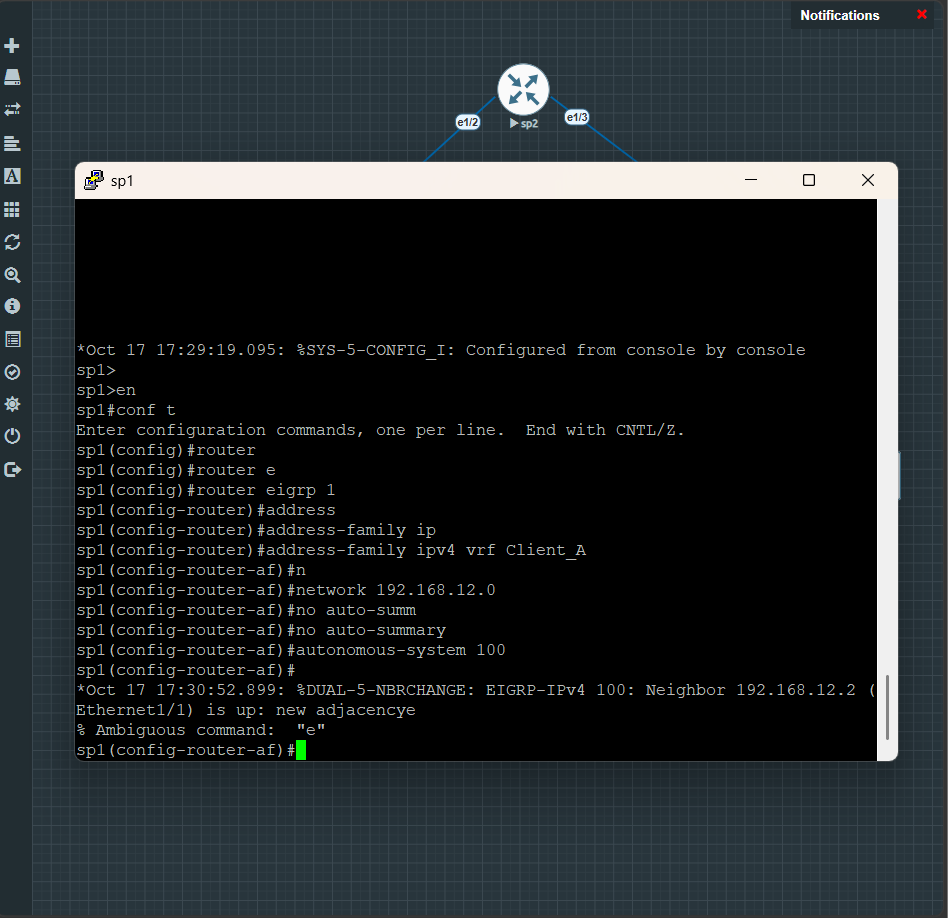 Notifications
e1/2
sp2
e1/3
sp1
*Oct 17 17:29:19.095: %SYS-5-CONFIG_I: Configured from console by console
sp1>
sp1>en
sp1#conf t
Enter configuration commands, one per line.  End with CNTL/Z.
sp1(config)#router
sp1(config)#router e
sp1(config)#router eigrp 1
sp1(config-router)#address
sp1(config-router)#address-family ip
sp1(config-router)#address-family ipv4 vrf Client_A
sp1(config-router-af)#n
sp1(config-router-af)#network 192.168.12.0
sp1(config-router-af)#no auto-summ
sp1(config-router-af)#no auto-summary
sp1(config-router-af)#autonomous-system 100
sp1(config-router-af)#
*Oct 17 17:30:52.899: %DUAL-5-NBRCHANGE: EIGRP-IPv4 100: Neighbor 192.168.12.2 (
Ethernet1/1) is up: new adjacencye
% Ambiguous command:  "e"
sp1(config-router-af)#